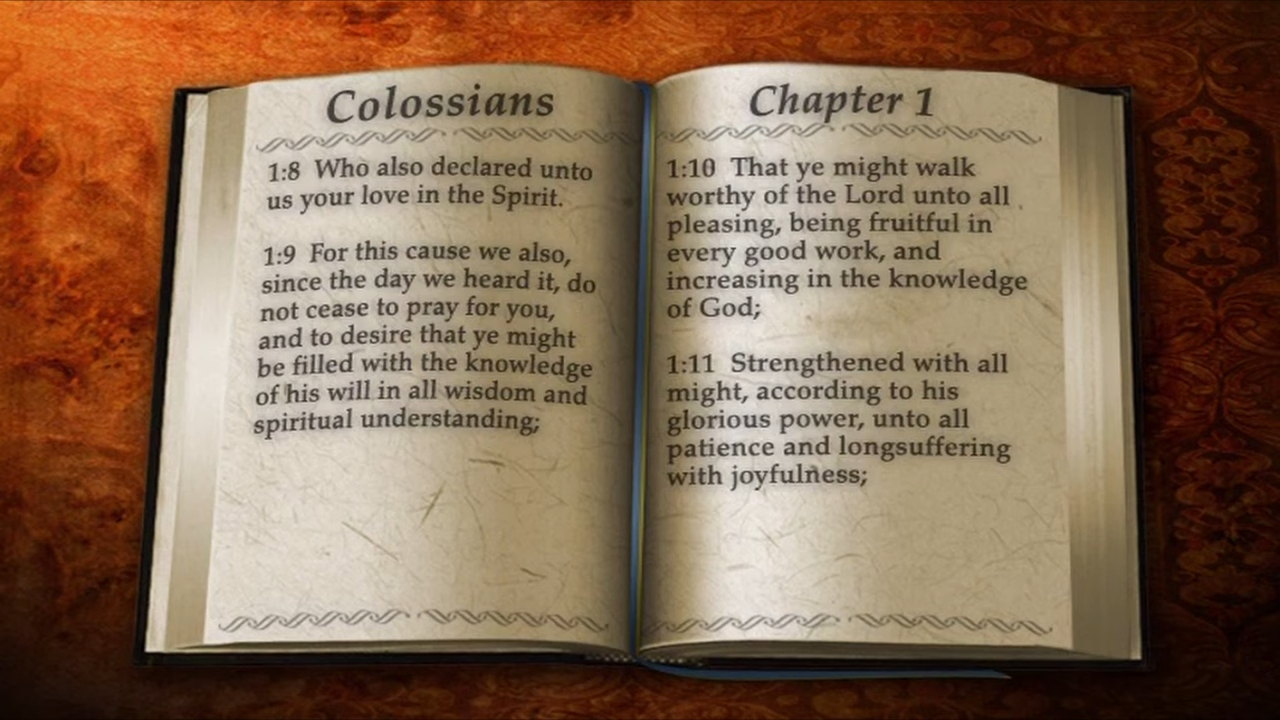 Colossians
1:8 Who also declared unto
us your love in the Spirit.
1:9 For this cause we also,
since the day we heard it, do
not cease to pray for you,
and to desire that ye might
be filled with the knowledge
of his will in all wisdom and
spiritual understanding;
Chapter 1
1:10 That ye might walk
worthy of the Lord unto all
pleasing, being fruitful in
every good work, and
increasing in the knowledge
of God;
1:11 Strengthened with all
might, according to his
glorious power, unto all
patience and longsuffering
with joyfulness;